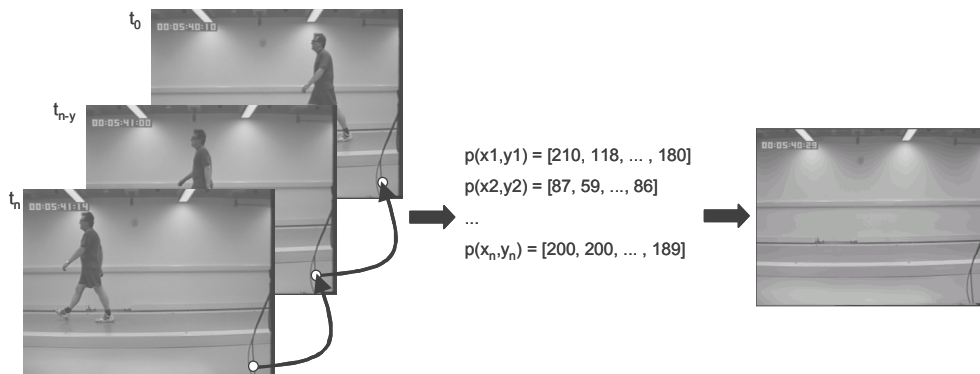 t0
00:05:40:10
tn-y
00:05:41:00
tn
00:05:41:14
p(x1,y1) = [210, 118, ... , 180]
p(x2,y2) = [87, 59, ..., 86]
...
p(xn,yn) = [200, 200, ... , 189]
00:05:40:29